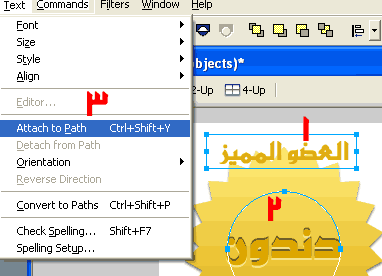 Text Commands Filters Window Help
Font
Size
Style
Align
Editor...
٣
Attach to Path Ctrl+Shift+Y
Detach from Path
Orientation
Reverse Direction
Convert to Paths Ctrl+Shift+P
Check Spelling... Shift+F7
Spelling Setup...
bjects)*
2-Up 4-Up
١
العضو المميز
٢
دندون